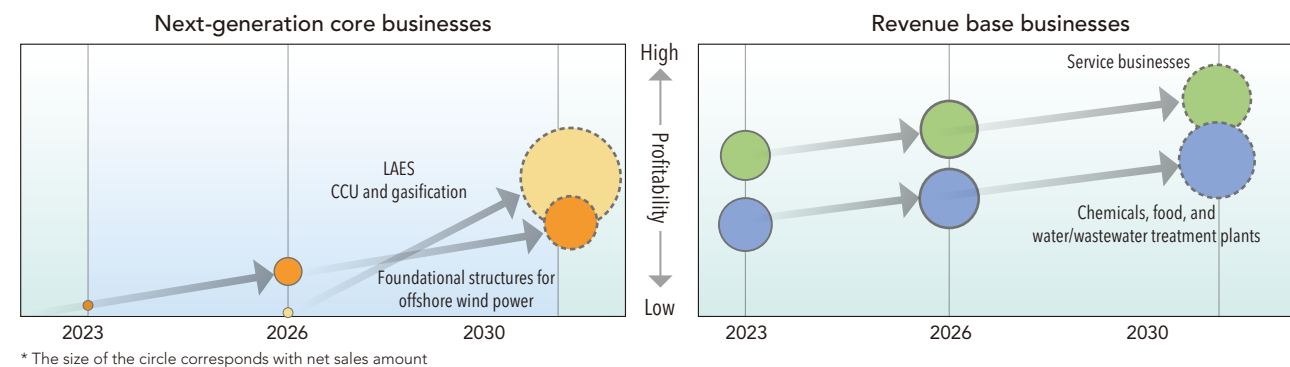 Next-generation core businesses
LAES
CCU and gasification
Foundational structures for
offshore wind power
2023
2026
2030
* The size of the circle corresponds with net sales amount
High
Profitability
Low
Revenue base businesses
Service businesses
Chemicals, food, and
water/wastewater treatment plants
2023
2026
2030